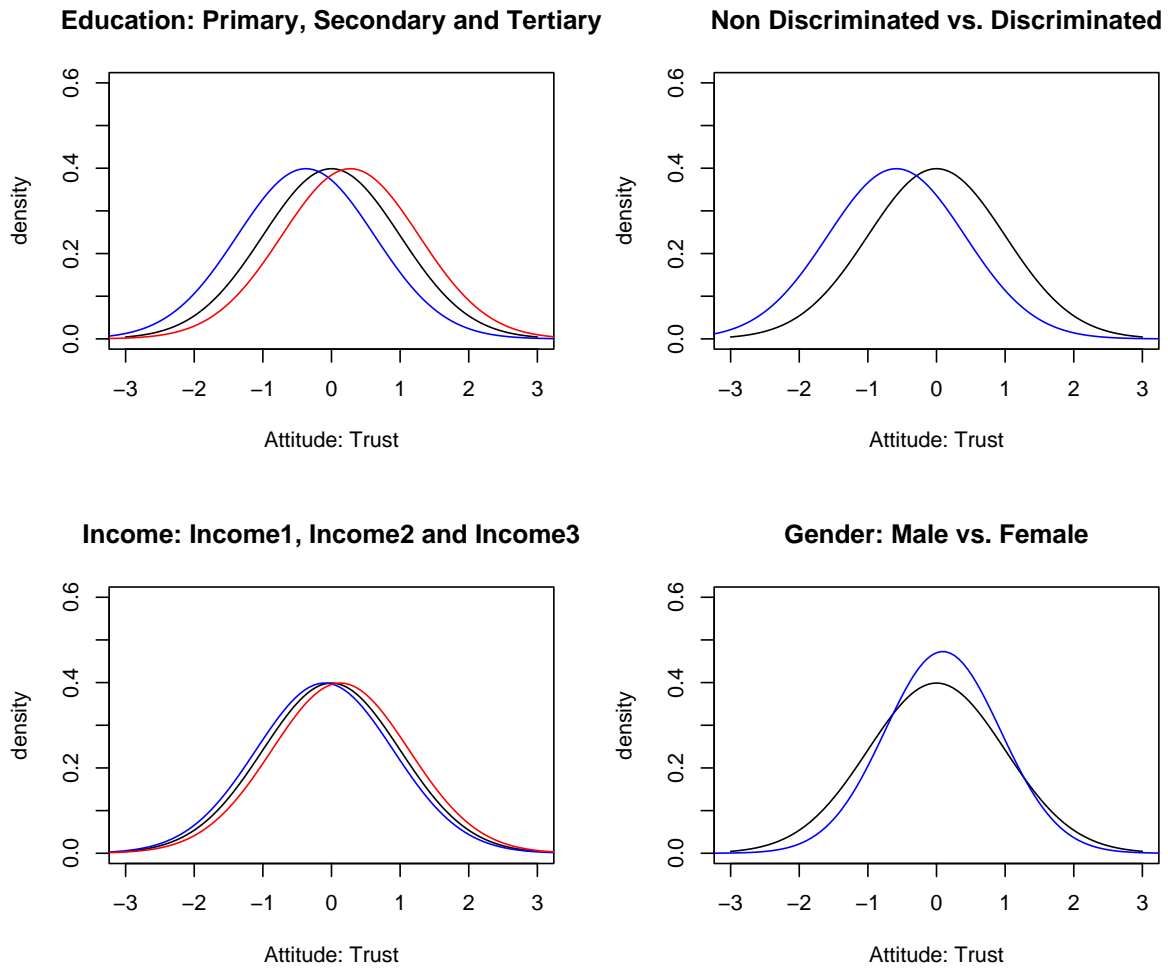 Education: Primary, Secondary and Tertiary
0.6
0.4
0.2
0.0
density
−3 −2 −1 0 1 2 3
Attitude: Trust
Non Discriminated vs. Discriminated
0.6
0.4
0.2
0.0
density
−3 −2 −1 0 1 2 3
Attitude: Trust
Income: Income1, Income2 and Income3
0.6
0.4
0.2
0.0
density
−3 −2 −1 0 1 2 3
Attitude: Trust
Gender: Male vs. Female
0.6
0.4
0.2
0.0
density
−3 −2 −1 0 1 2 3
Attitude: Trust